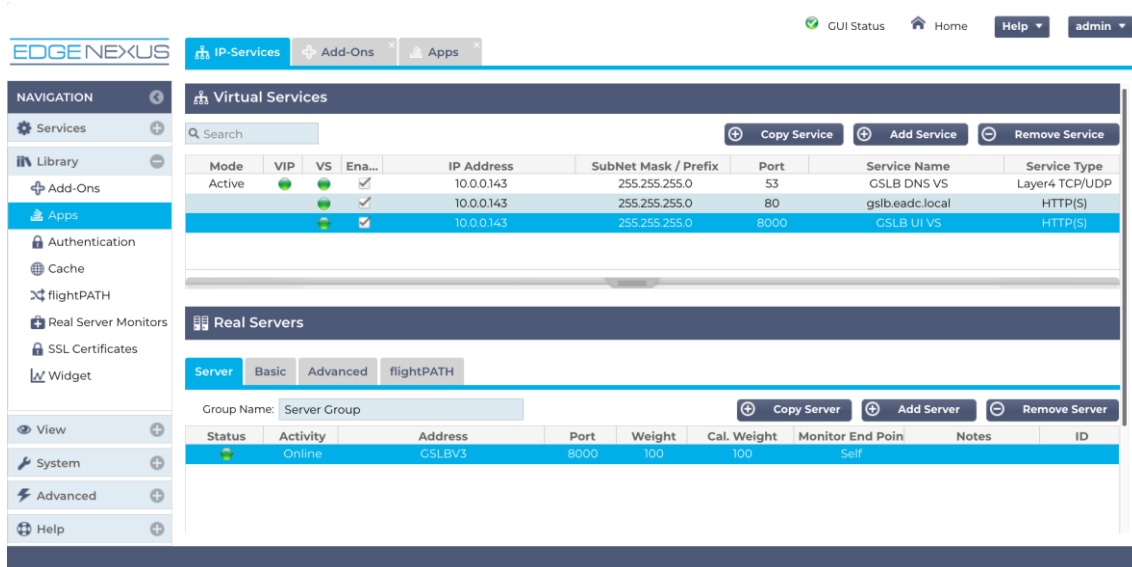 GUI Status Home Help admin
EDGENEXUS IP-Services Add-Ons Apps
NAVIGATION
Services
Library
Add-Ons
Apps
Authentication
Cache
flightPATH
Real Server Monitors
SSL Certificates
Widget
View
System
Advanced
Help
Virtual Services
Search Copy Service Add Service Remove Service
Mode VIP VS Ena... IP Address SubNet Mask / Prefix Port Service Name Service Type
Active 10.0.0.143 255.255.255.0 53 GSLB DNS VS Layer4 TCP/UDP
10.0.0.143 255.255.255.0 80 gslb.eadc.local HTTP(S)
10.0.0.143 255.255.255.0 8000 GSLB UI VS HTTP(S)
Real Servers
Server Basic Advanced flightPATH
Group Name: Server Group Copy Server Add Server Remove Server
Status Activity Address Port Weight Cal. Weight Monitor End Poin Notes ID
Online GSLBV3 8000 100 100 Self